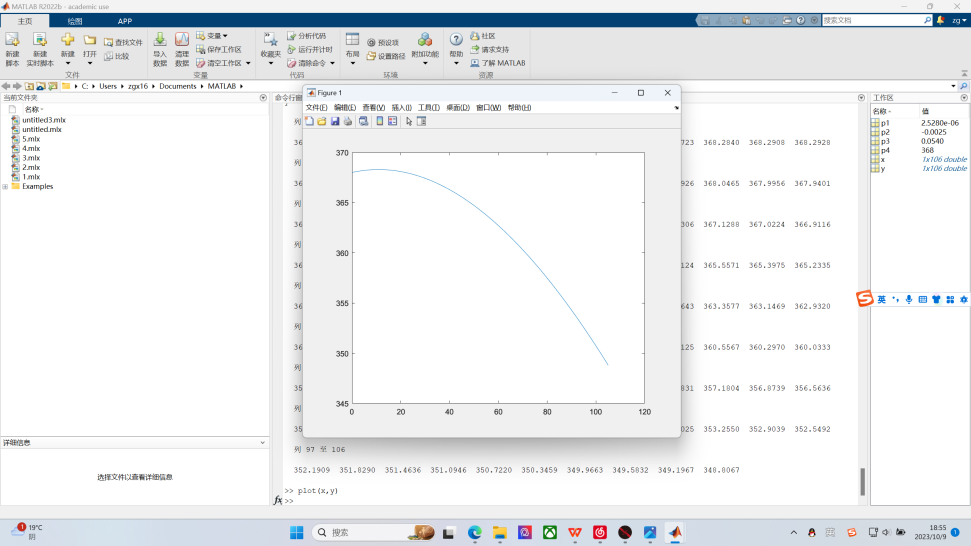 MATLAB R2022b - academic use
主页 绘图 APP
搜索文档
zg
新建 新建 新建 打开 查找文件 导入 清理 变量 收藏夹 分析代码 布局 预设项 附加功能 帮助 社区
脚本 实时脚本 比较 数据 数据 保存工作区 运行并计时 设置路径 请求支持
清空工作区 清除命令 了解 MATLAB
文件 变量 代码 环境 资源
C: Users zgx16 Documents MATLAB
当前文件夹
名称
untitled3.mlx
untitled.mlx
5.mlx
4.mlx
3.mlx
2.mlx
1.mlx
Examples
详细信息
选择文件以查看详细信息
Figure 1
文件(F) 编辑(E) 查看(V) 插入(I) 工具(T) 桌面(D) 窗口(W) 帮助(H)
370
365
360
355
350
345
0 20 40 60 80 100 120
列
723 368.2840 368.2908 368.2928
列
926 368.0465 367.9956 367.9401
列
306 367.1288 367.0224 366.9116
列
124 365.5571 365.3975 365.2335
列
643 363.3577 363.1469 362.9320
列
125 360.5567 360.2970 360.0333
列
831 357.1804 356.8739 356.5636
列
025 353.2550 352.9039 352.5492
列 97 至 106
352.1909 351.8290 351.4636 351.0946 350.7220 350.3459 349.9663 349.5832 349.1967 348.8067
>> plot(x,y)
fx >>
工作区
名称 值
p1 2.5280e-06
p2 -0.0025
p3 0.0540
p4 368
x 1x106 double
y 1x106 double
英
19°C
阴
搜索
18:55
2023/10/9